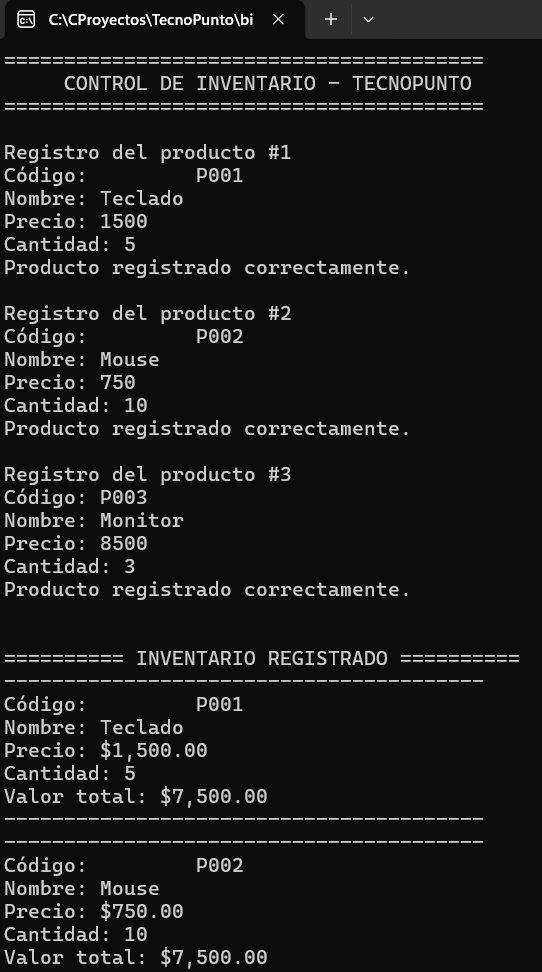 C:\CProyectos\TecnoPunto\bi
========================================
     CONTROL DE INVENTARIO - TECNOPUNTO
========================================
Registro del producto #1
Código:         P001
Nombre: Teclado
Precio: 1500
Cantidad: 5
Producto registrado correctamente.
Registro del producto #2
Código:         P002
Nombre: Mouse
Precio: 750
Cantidad: 10
Producto registrado correctamente.
Registro del producto #3
Código: P003
Nombre: Monitor
Precio: 8500
Cantidad: 3
Producto registrado correctamente.
========== INVENTARIO REGISTRADO ==========
----------------------------------------
Código:         P001
Nombre: Teclado
Precio: $1,500.00
Cantidad: 5
Valor total: $7,500.00
----------------------------------------
----------------------------------------
Código:         P002
Nombre: Mouse
Precio: $750.00
Cantidad: 10
Valor total: $7,500.00